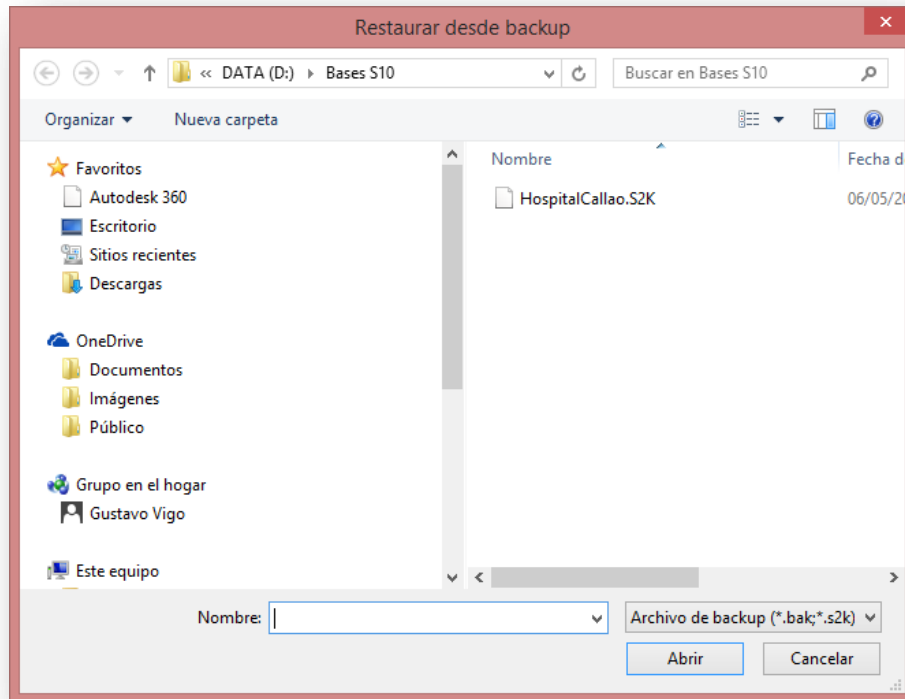 Restaurar desde backup
« DATA (D:) Bases S10
Buscar en Bases S10
Organizar
Nueva carpeta
Favoritos
Autodesk 360
Escritorio
Sitios recientes
Descargas
OneDrive
Documentos
Imágenes
Público
Grupo en el hogar
Gustavo Vigo
Este equipo
Nombre
Fecha d
HospitalCallao.S2K
06/05/20
Nombre:
Archivo de backup (*.bak;*.s2k)
Abrir
Cancelar